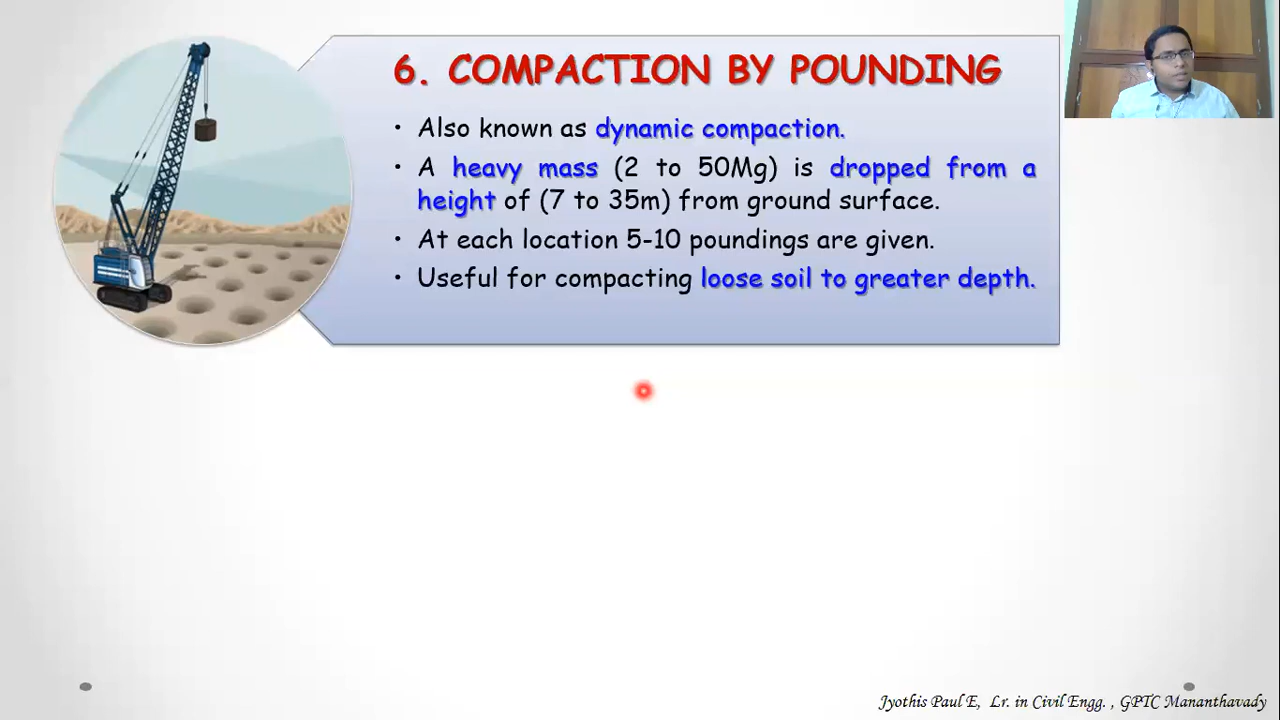 6. COMPACTION BY POUNDING
• Also known as dynamic compaction.
• A heavy mass (2 to 50Mg) is dropped from a
height of (7 to 35m) from ground surface.
• At each location 5-10 poundings are given.
• Useful for compacting loose soil to greater depth.
Jyothis Paul E, Lr. in Civil Engg. , GPTC Mananthavady